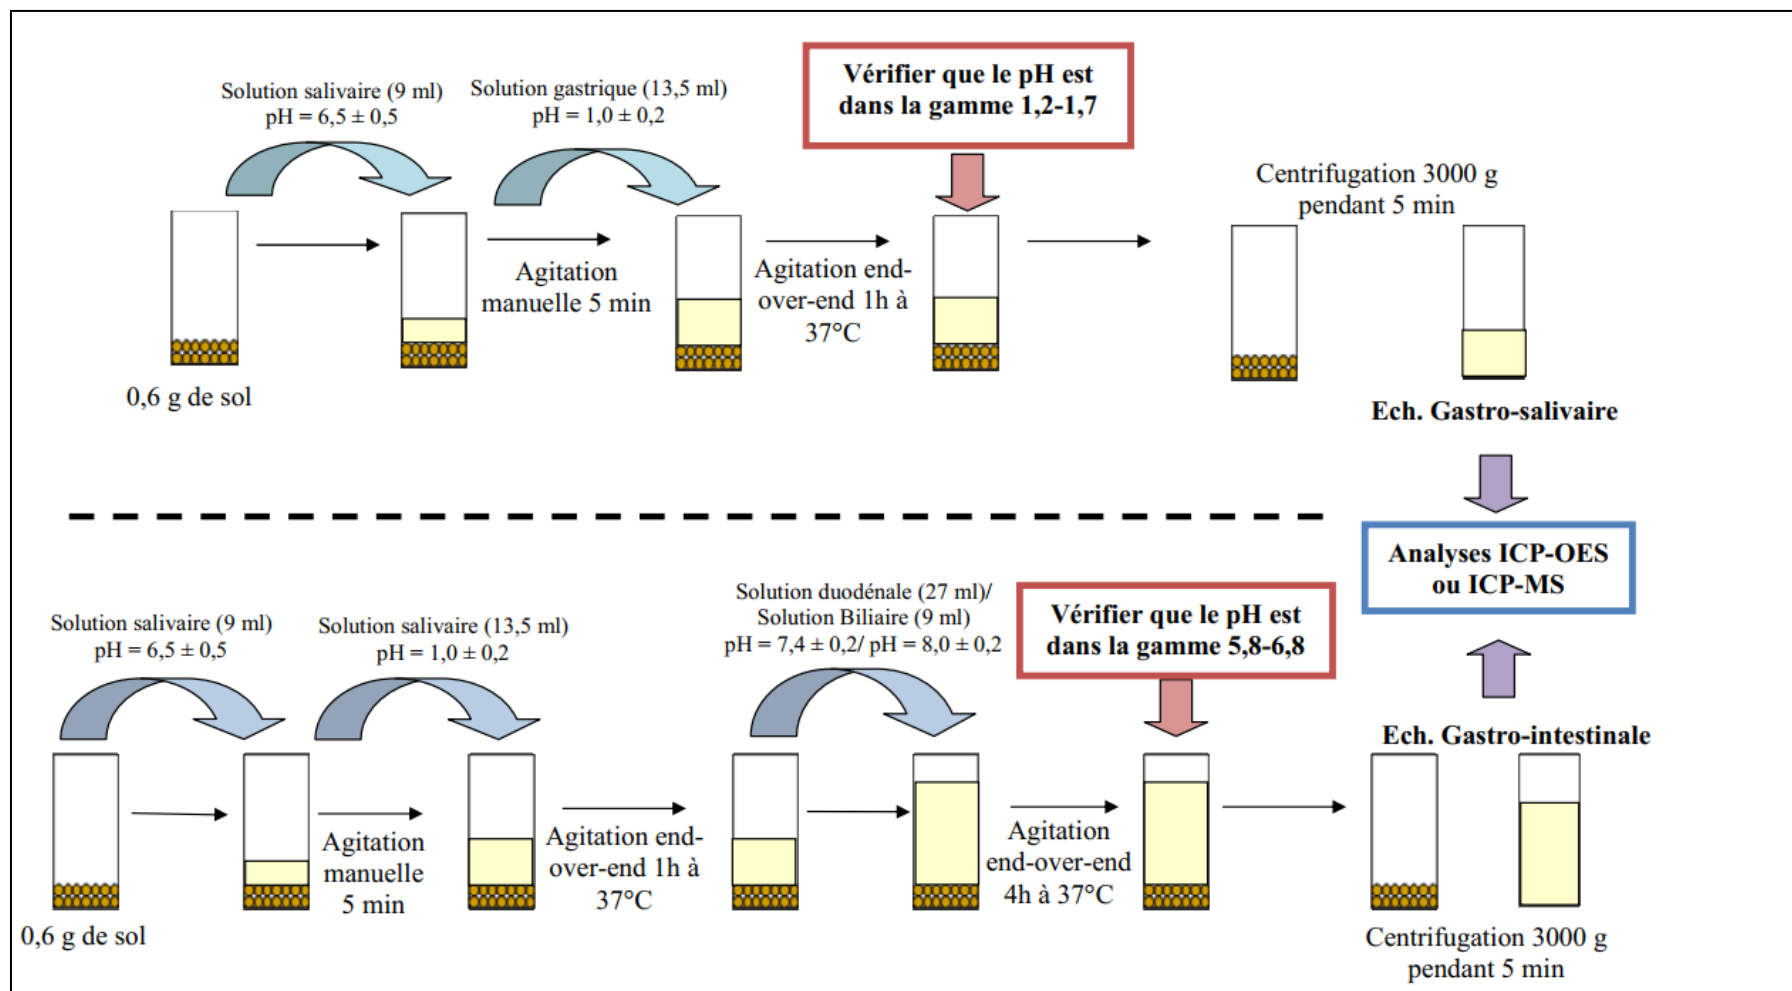 Solution salivaire (9 ml)
pH = 6,5 ± 0,5
Solution gastrique (13,5 ml)
pH = 1,0 ± 0,2
Vérifier que le pH est
dans la gamme 1,2-1,7
Centrifugation 3000 g
pendant 5 min
Agitation
manuelle 5 min
Agitation end-
over-end 1h à
37°C
0,6 g de sol
Ech. Gastro-salivaire
Analyses ICP-OES
ou ICP-MS
Solution salivaire (9 ml)
pH = 6,5 ± 0,5
Solution salivaire (13,5 ml)
pH = 1,0 ± 0,2
Solution duodénale (27 ml)/
Solution Biliaire (9 ml)
pH = 7,4 ± 0,2/ pH = 8,0 ± 0,2
Vérifier que le pH est
dans la gamme 5,8-6,8
Ech. Gastro-intestinale
Agitation
manuelle
5 min
Agitation end-
over-end 1h à
37°C
Agitation
end-over-end
4h à 37°C
0,6 g de sol
Centrifugation 3000 g
pendant 5 min